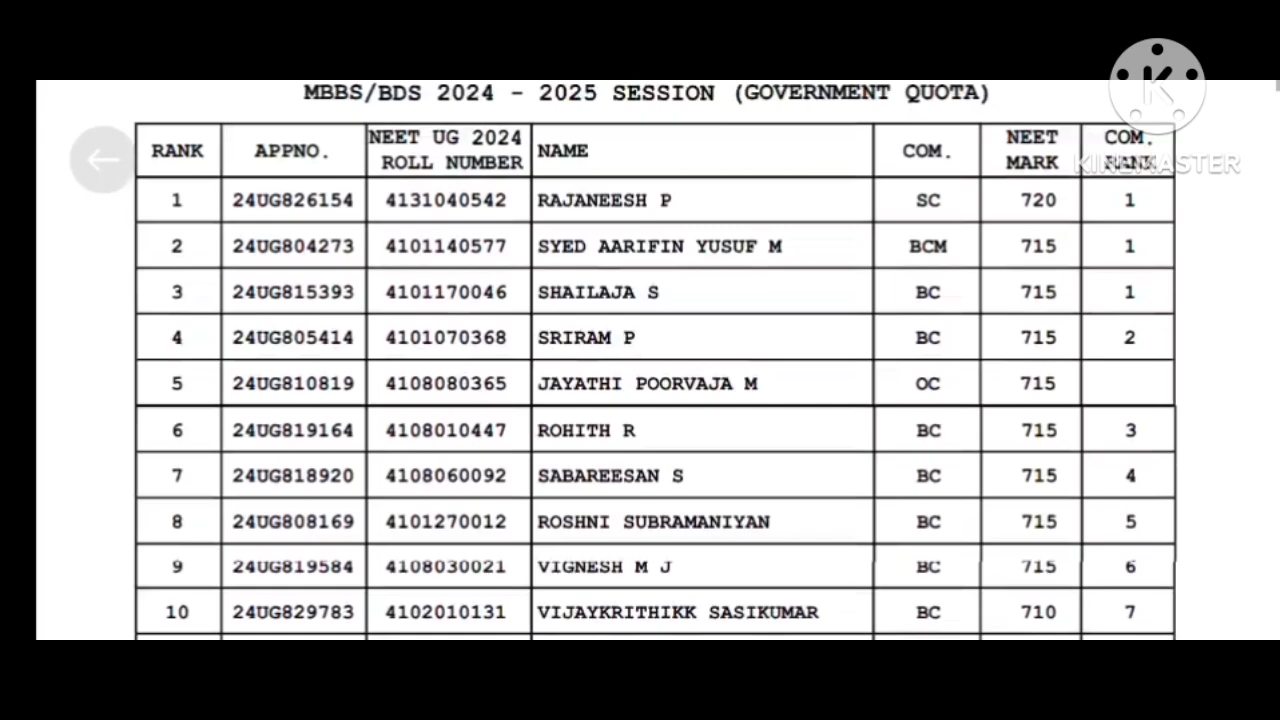 MBBS/BDS 2024 - 2025 SESSION (GOVERNMENT QUOTA)
RANK APPNO. NEET UG 2024 ROLL NUMBER NAME COM. NEET MARK COM. RANK
1 24UG826154 4131040542 RAJANEESH P SC 720 1
2 24UG804273 4101140577 SYED AARIFIN YUSUF M BCM 715 1
3 24UG815393 4101170046 SHAILAJA S BC 715 1
4 24UG805414 4101070368 SRIRAM P BC 715 2
5 24UG810819 4108080365 JAYATHI POORVAJA M OC 715
6 24UG819164 4108010447 ROHITH R BC 715 3
7 24UG818920 4108060092 SABAREESAN S BC 715 4
8 24UG808169 4101270012 ROSHNI SUBRAMANIYAN BC 715 5
9 24UG819584 4108030021 VIGNESH M J BC 715 6
10 24UG829783 4102010131 VIJAYKRITHIKK SASIKUMAR BC 710 7
K
KINEMASTER